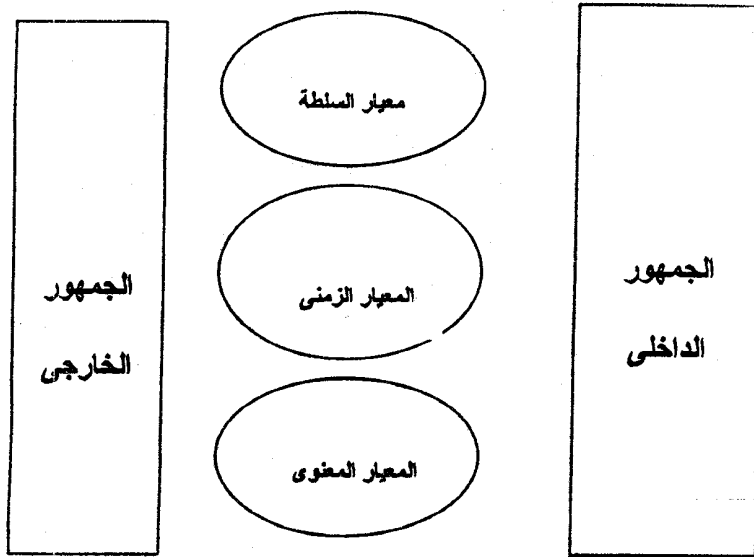 الجمهور
الداخلى
معيار السلطة
المعيار الزمنى
المعيار المعنوى
الجمهور
الخارجى